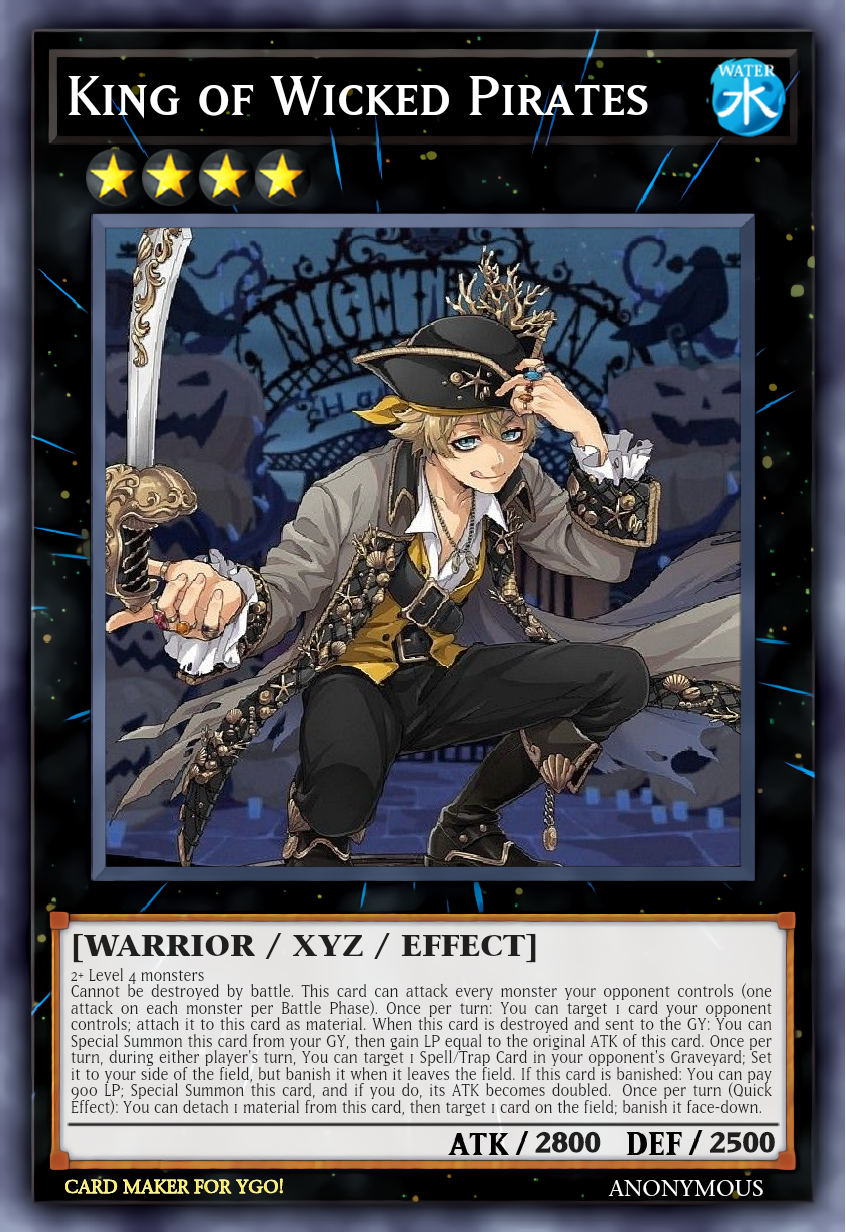 King of Wicked Pirates
WATER
水
NIGHT
[WARRIOR / XYZ / EFFECT]
2+ Level 4 monsters
Cannot be destroyed by battle. This card can attack every monster your opponent controls (one
attack on each monster per Battle Phase). Once per turn: You can target 1 card your opponent
controls; attach it to this card as material. When this card is destroyed and sent to the GY: You can
Special Summon this card from your GY, then gain LP equal to the original ATK of this card. Once per
turn, during either player's turn, You can target 1 Spell/Trap Card in your opponent's Graveyard; Set
it to your side of the field, but banish it when it leaves the field. If this card is banished: You can pay
900 LP; Special Summon this card, and if you do, its ATK becomes doubled. Once per turn (Quick
Effect): You can detach 1 material from this card, then target 1 card on the field; banish it face-down.
ATK / 2800 DEF / 2500
CARD MAKER FOR YGO!
ANONYMOUS